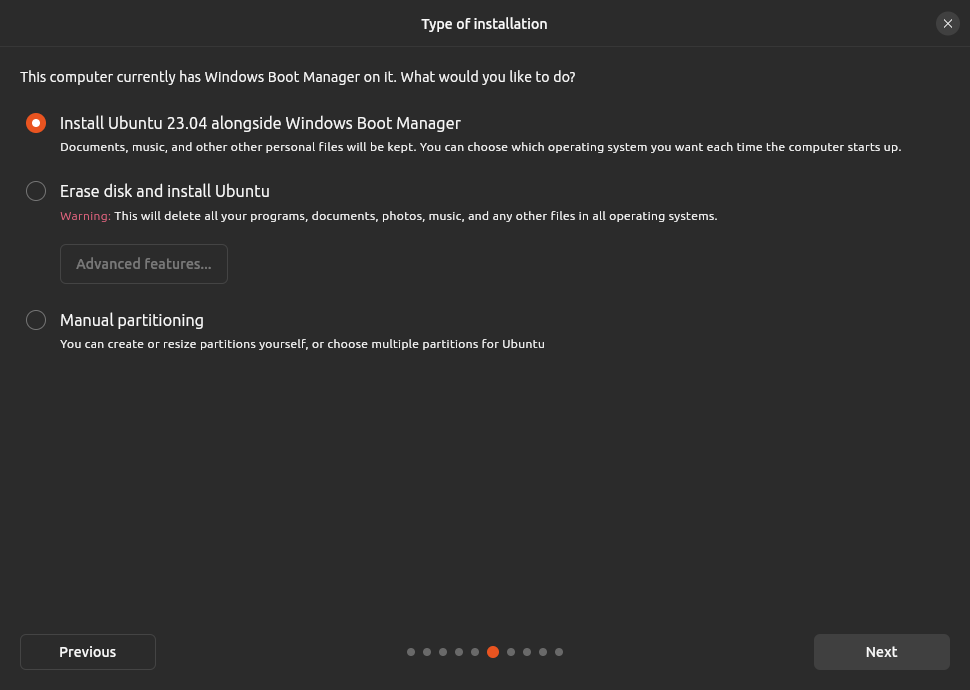 Type of installation
This computer currently has Windows Boot Manager on it. What would you like to do?
Install Ubuntu 23.04 alongside Windows Boot Manager
Documents, music, and other other personal files will be kept. You can choose which operating system you want each time the computer starts up.
Erase disk and install Ubuntu
Warning: This will delete all your programs, documents, photos, music, and any other files in all operating systems.
Advanced features...
Manual partitioning
You can create or resize partitions yourself, or choose multiple partitions for Ubuntu
Previous
Next